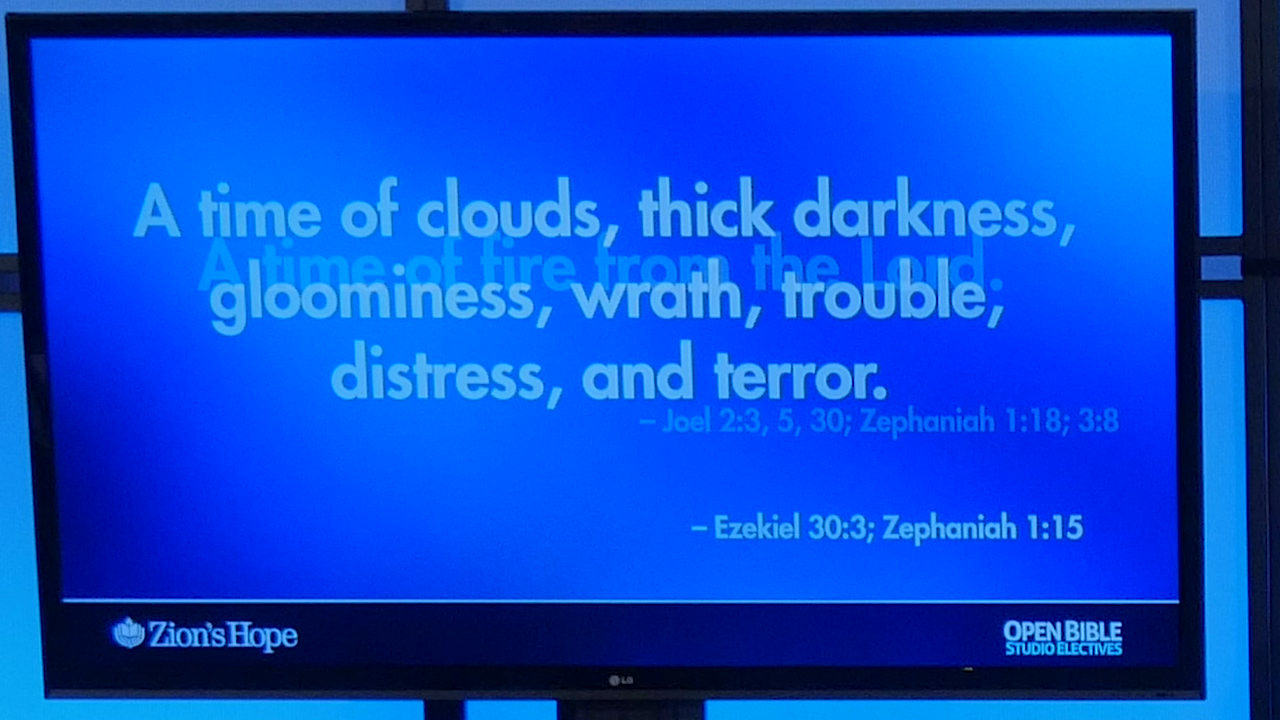 A time of clouds, thick darkness,
A time of fire from the Lord.
gloominess, wrath, trouble,
distress, and terror.
– Joel 2:3, 5, 30; Zephaniah 1:18; 3:8
– Ezekiel 30:3; Zephaniah 1:15
Zion's Hope
OPEN BIBLE
STUDIO ELECTIVES
LG